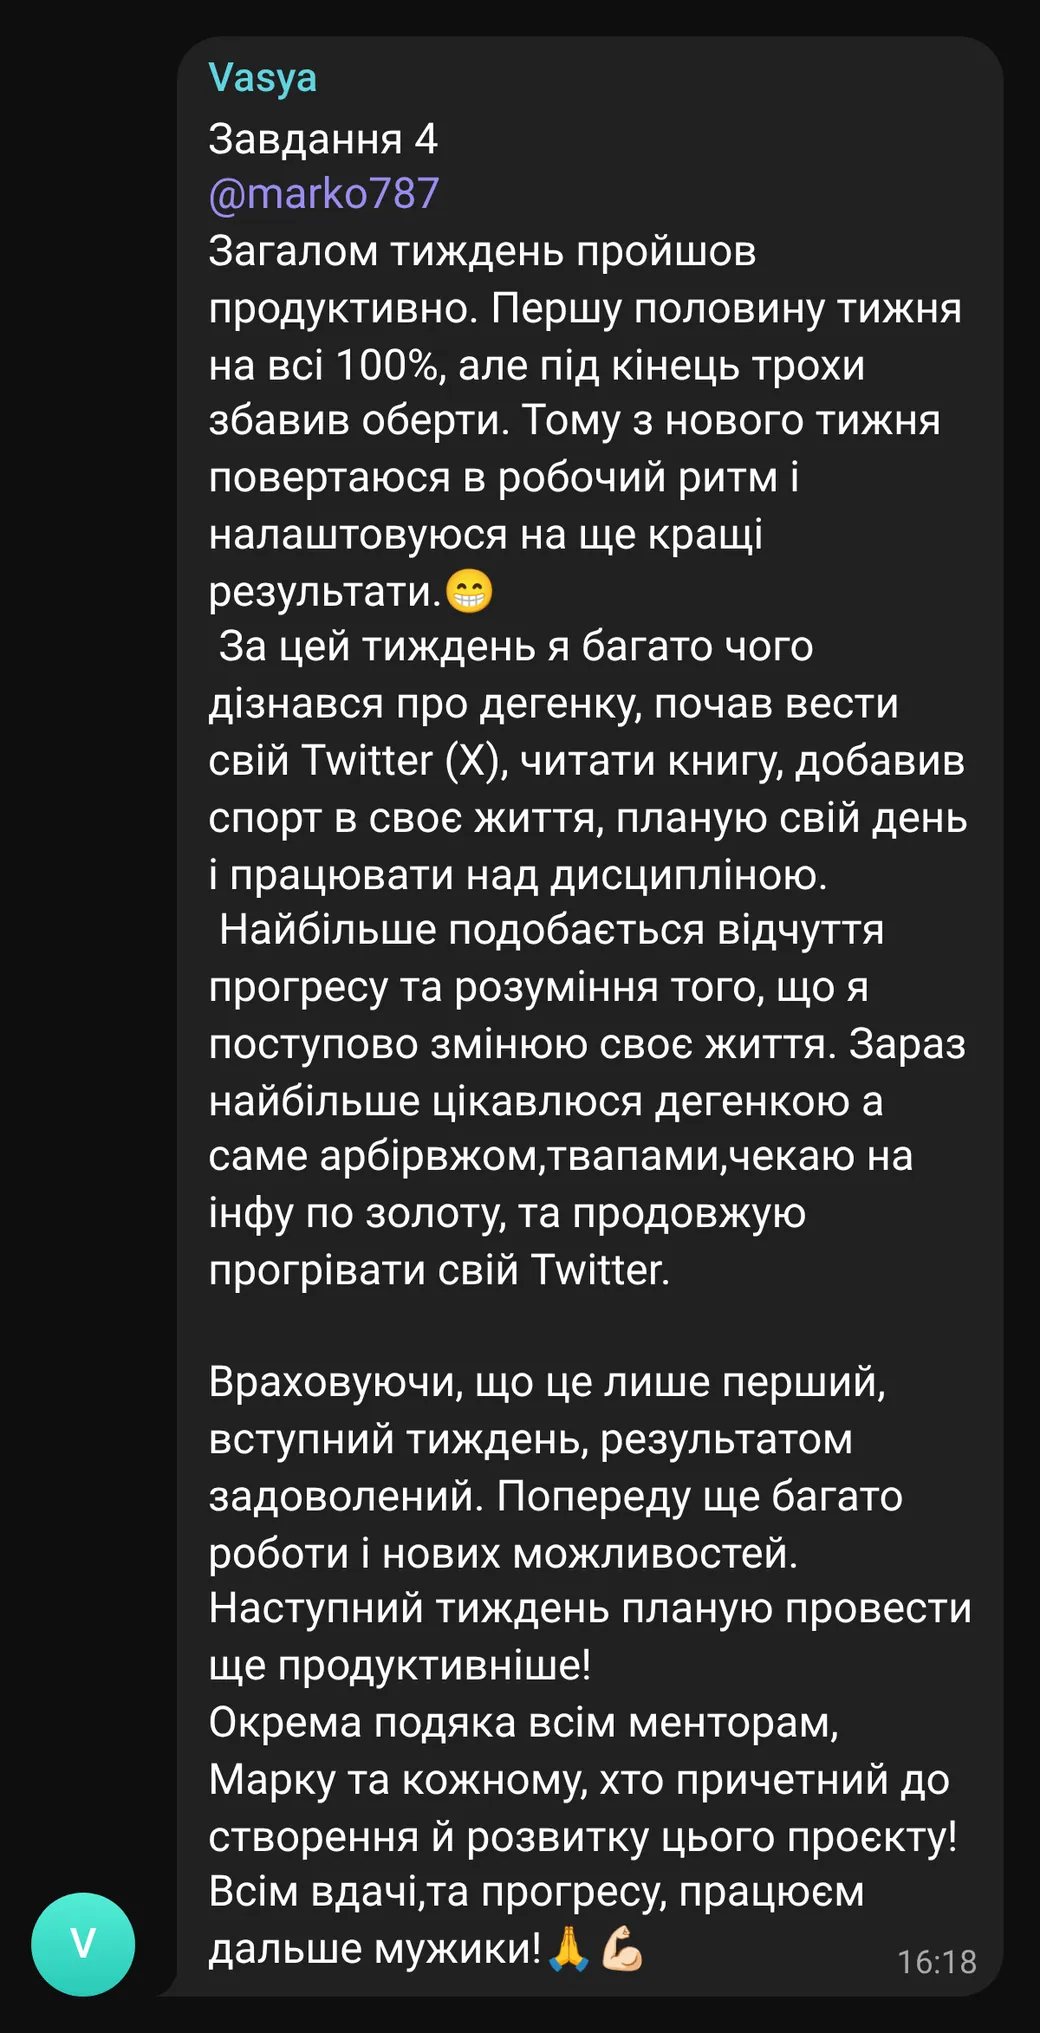 Vasya
Завдання 4
@marko787
Загалом тиждень пройшов
продуктивно. Першу половину тижня
на всі 100%, але під кінець трохи
збавив оберти. Тому з нового тижня
повертаюся в робочий ритм і
налаштовуюся на ще кращі
результати.😁
За цей тиждень я багато чого
дізнався про дегенку, почав вести
свій Twitter (X), читати книгу, добавив
спорт в своє життя, планую свій день
і працювати над дисципліною.
Найбільше подобається відчуття
прогресу та розуміння того, що я
поступово змінюю своє життя. Зараз
найбільше цікавлюся дегенкою а
саме арбірвжом,твапами,чекаю на
інфу по золоту, та продовжую
прогрівати свій Twitter.

Враховуючи, що це лише перший,
вступний тиждень, результатом
задоволений. Попереду ще багато
роботи і нових можливостей.
Наступний тиждень планую провести
ще продуктивніше!
Окрема подяка всім менторам,
Марку та кожному, хто причетний до
створення й розвитку цього проєкту!
Всім вдачі,та прогресу, працюєм
дальше мужики!🙏💪🏻
16:18
V